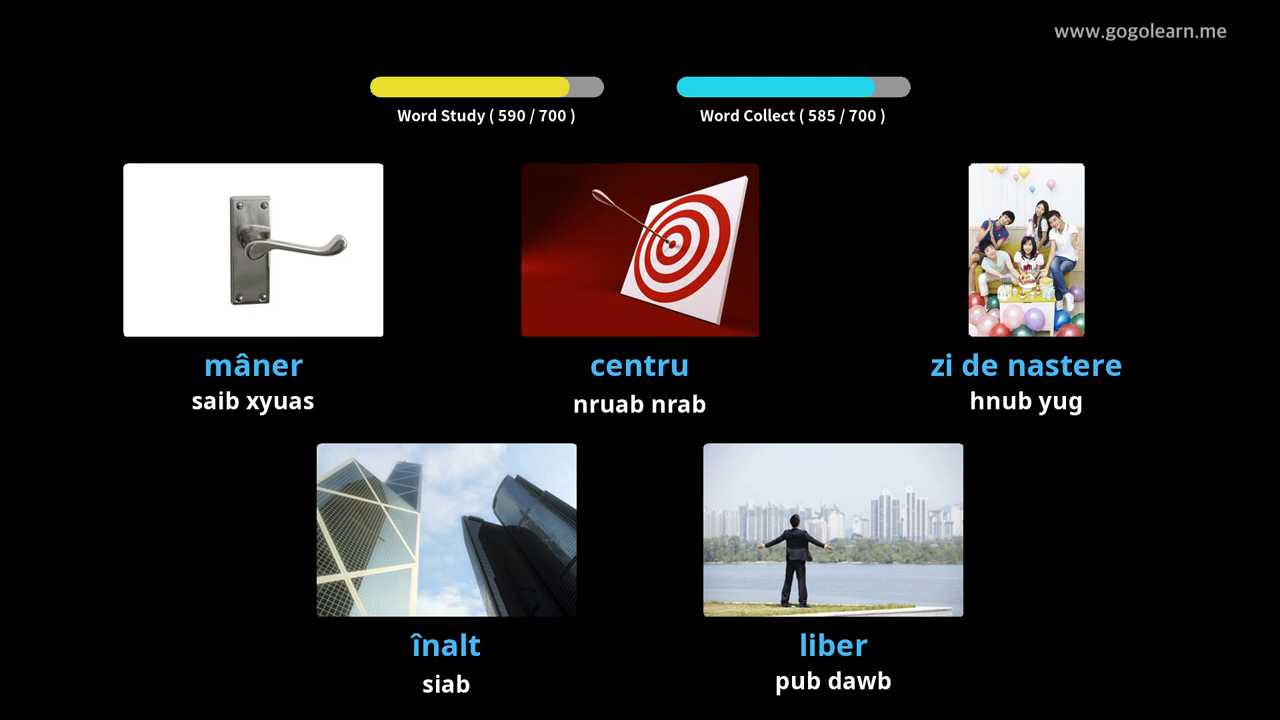 www.gogolearn.me
Word Study ( 590 / 700 )
Word Collect ( 585 / 700 )
mâner
saib xyuas
centru
nruab nrab
zi de nastere
hnub yug
înalt
siab
liber
pub dawb